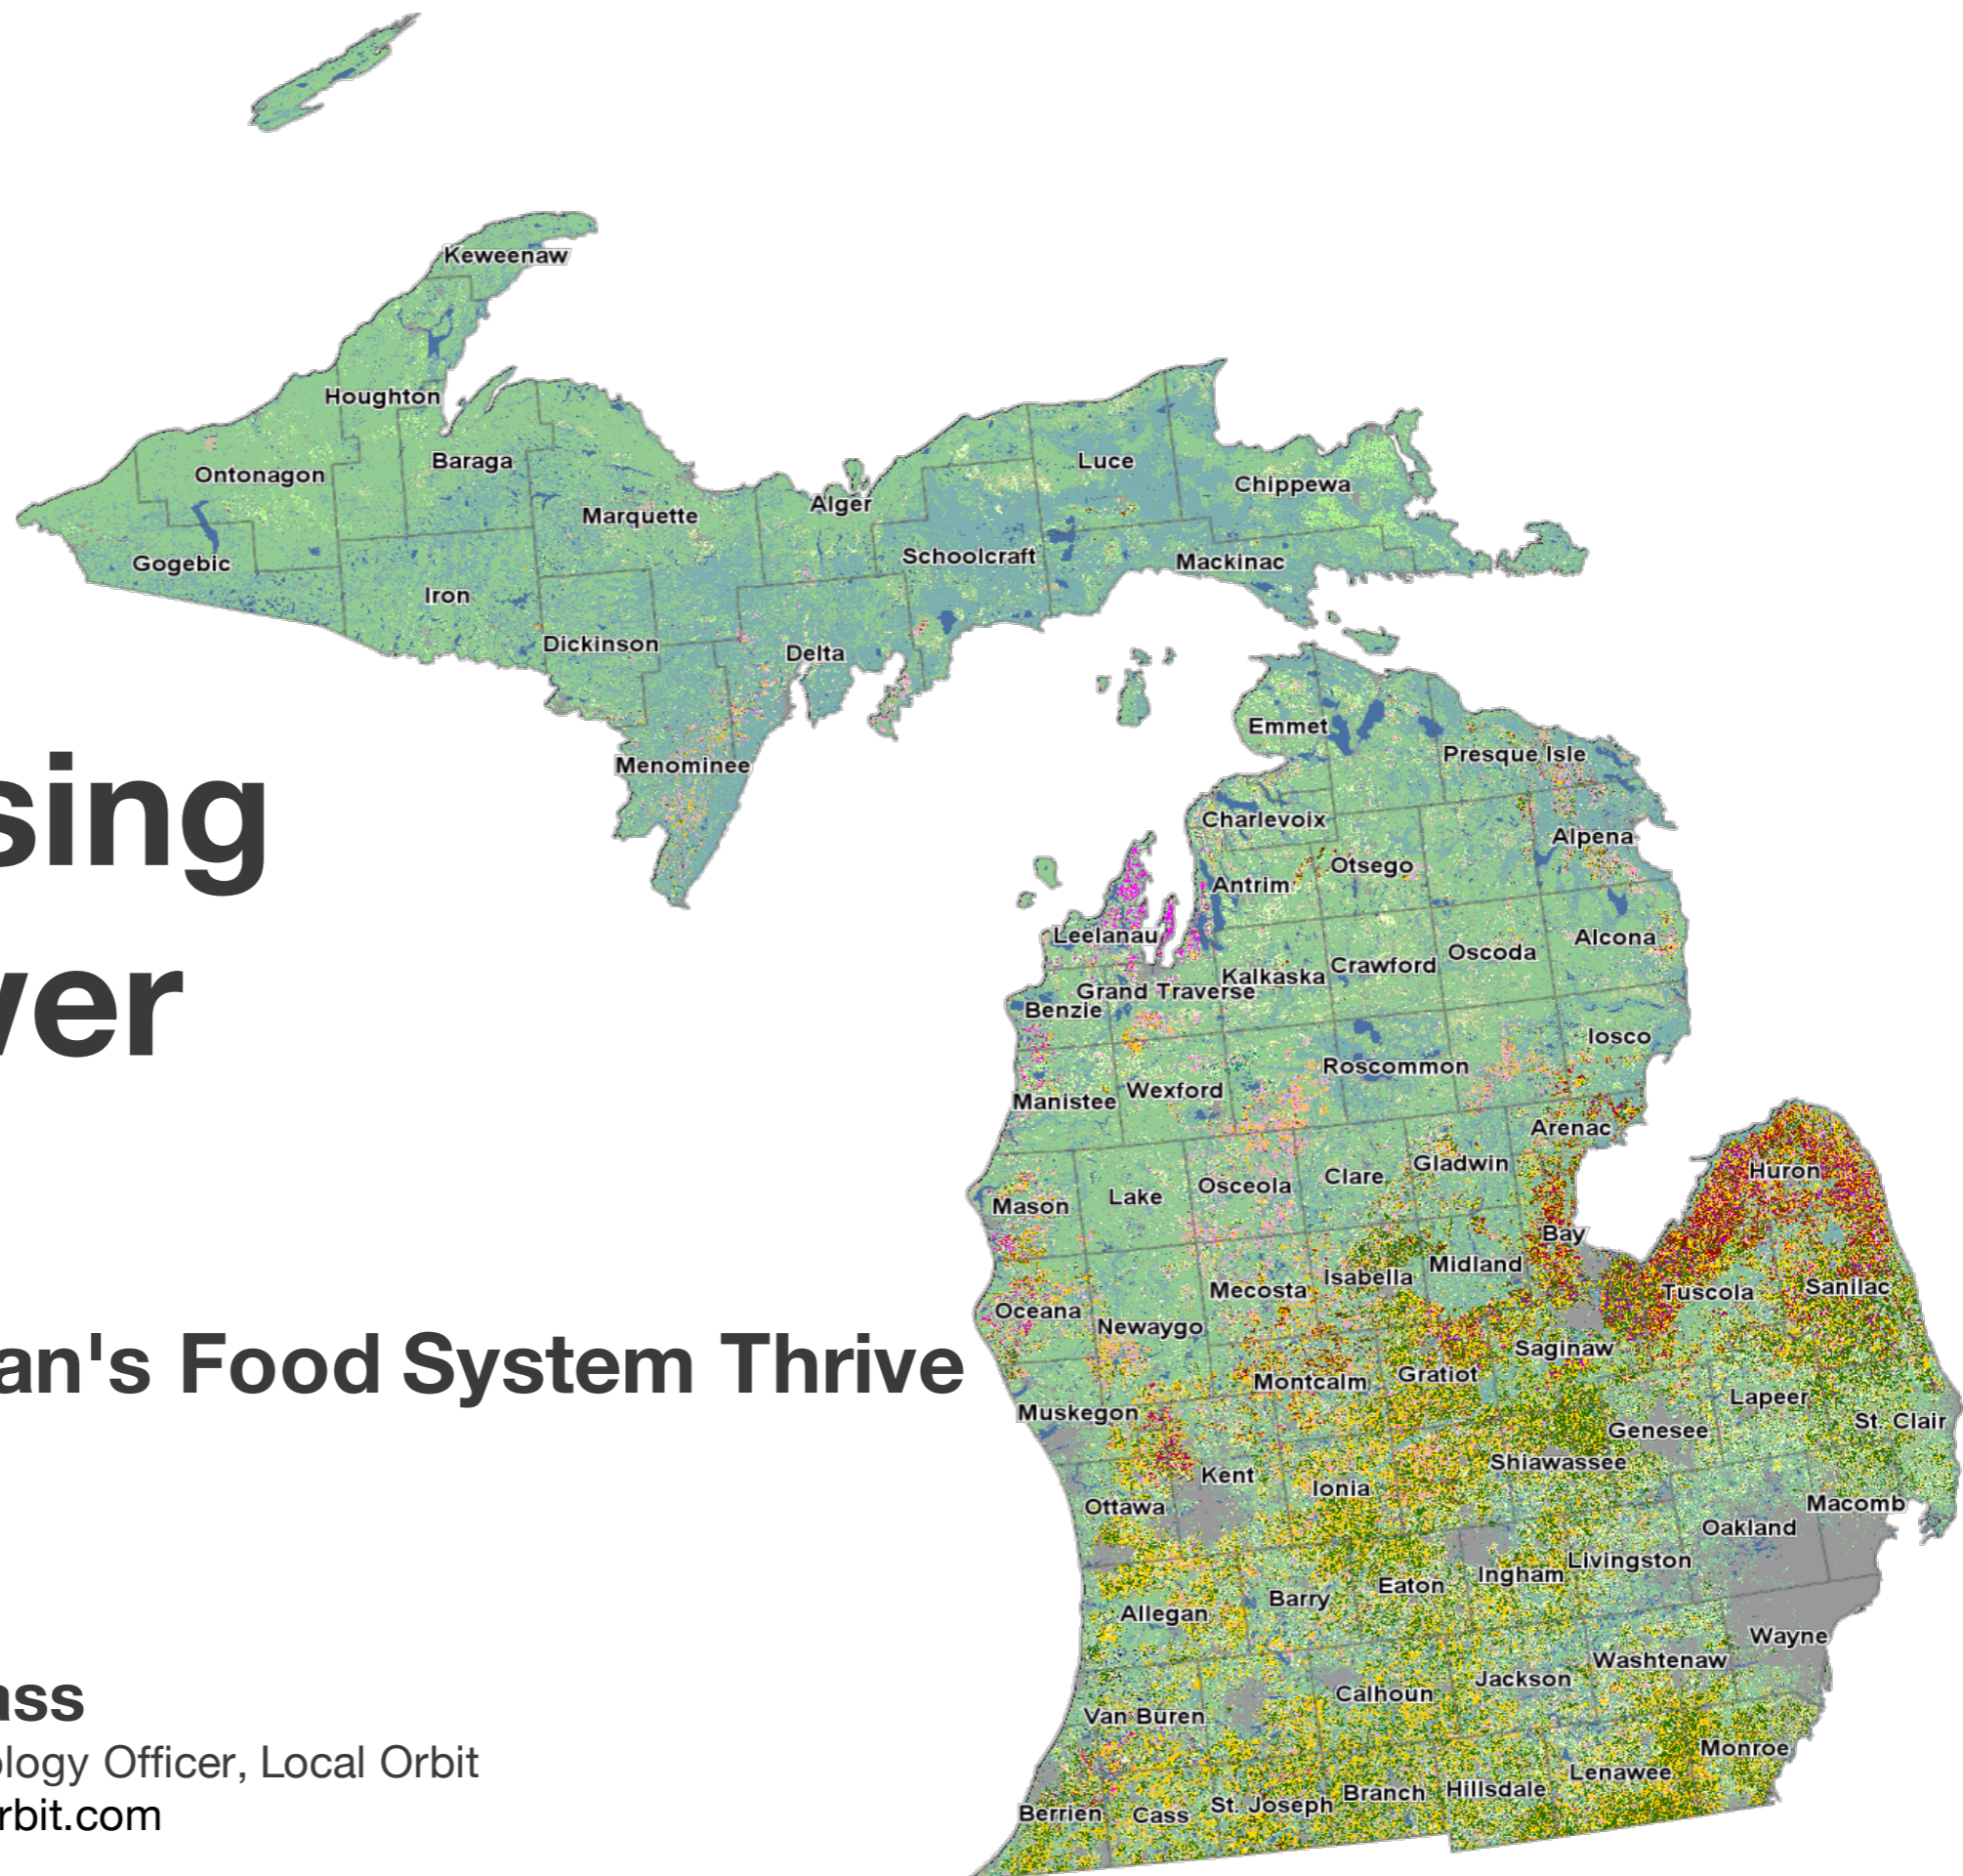 Keweenaw
Houghton
Ontonagon
Baraga
Luce
Chippewa
Marquette
Alger
Gogebic
Schoolcraft
Mackinac
Iron
Dickinson
Delta
Menominee
Emmet
Presque Isle
Charlevoix
Alpena
Otsego
Antrim
Leelanau
Alcona
Oscoda
Crawford
Kalkaska
Grand Traverse
Benzie
Iosco
Roscommon
Wexford
Manistee
Arenac
Gladwin
Huron
Clare
Osceola
Lake
Mason
Bay
Midland
Isabella
Mecosta
Tuscola
Sanilac
Oceana
Newaygo
Saginaw
Gratiot
Montcalm
Lapeer
Muskegon
St. Clair
Genesee
Shiawassee
Kent
Ionia
Ottawa
Macomb
Oakland
Livingston
Ingham
Eaton
Barry
Allegan
Wayne
Washtenaw
Jackson
Calhoun
Van Buren
Monroe
Lenawee
Hillsdale
Branch
St. Joseph
Cass
Berrien
sing
wer
an's Food System Thrive
ass
ology Officer, Local Orbit
rbit.com